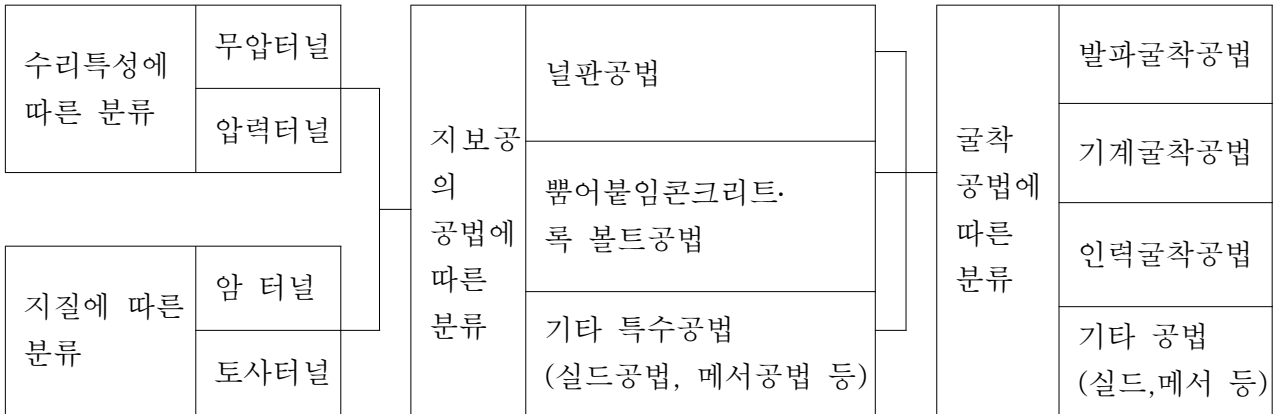 수리특성에
따른 분류
무압터널
압력터널
지질에 따른
분류
암 터널
토사터널
지보공
의
공법에
따른
분류
널판공법
뿜어붙임콘크리트·
록 볼트공법
기타 특수공법
(실드공법, 메서공법 등)
굴착
공법에
따른
분류
발파굴착공법
기계굴착공법
인력굴착공법
기타 공법
(실드,메서 등)